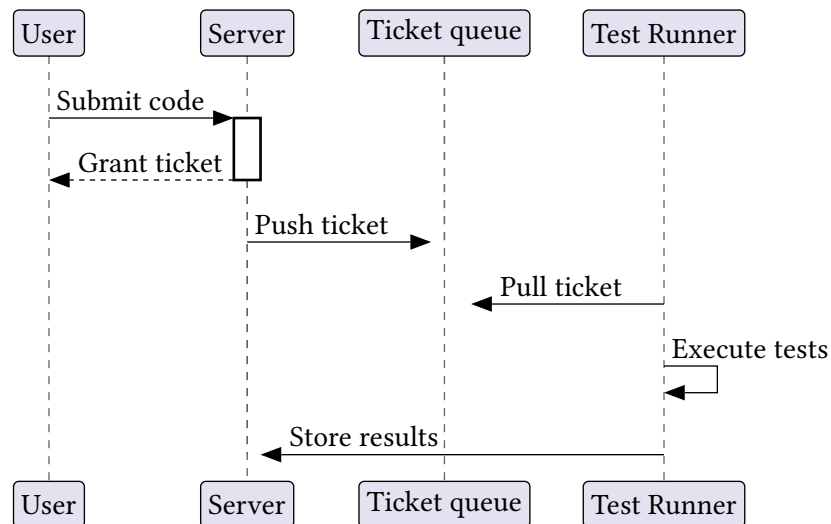 User
Server
Ticket queue
Test Runner
Submit code
Grant ticket
Push ticket
Pull ticket
Execute tests
Store results
User
Server
Ticket queue
Test Runner